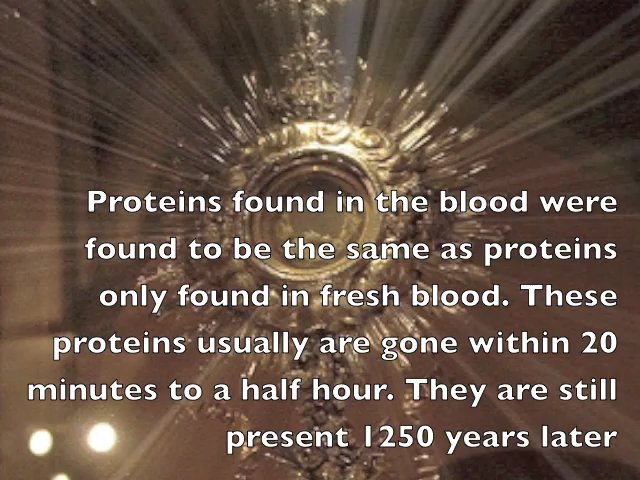 Proteins found in the blood were
found to be the same as proteins
only found in fresh blood. These
proteins usually are gone within 20
minutes to a half hour. They are still
present 1250 years later